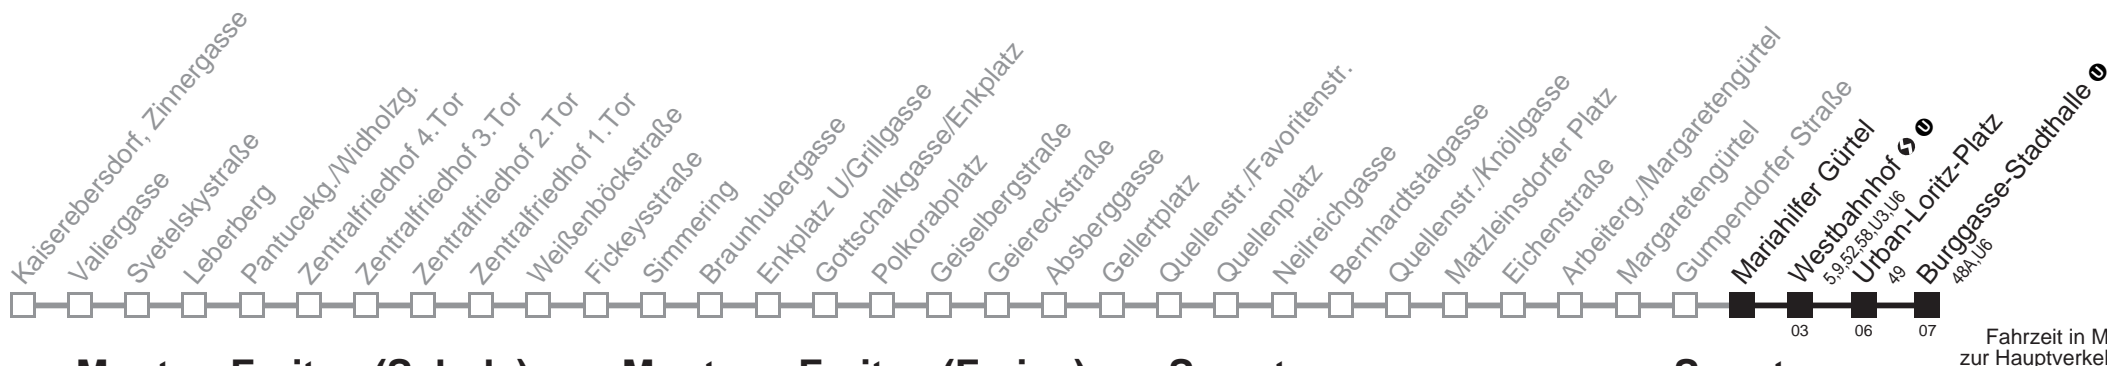 Kaiserebersdorf, Zinnergasse
Valiergasse
Svetelskystraße
Leberberg
Pantucekg./Widholzg.
Zentralfriedhof 4.Tor
Zentralfriedhof 3.Tor
Zentralfriedhof 2.Tor
Zentralfriedhof 1.Tor
Weißenböckstraße
Fickeysstraße
Simmering
Braunhubergasse
Enkplatz U/Grillgasse
Gottschalkgasse/Enkplatz
Polkorabplatz
Geiselbergstraße
Geiereckstraße
Absberggasse
Gellertplatz
Quellenstr./Favoritenstr.
Quellenplatz
Neilreichgasse
Bernhardtstalgasse
Quellenstr./Knöllgasse
Matzleinsdorfer Platz
Eichenstraße
Arbeiterg./Margaretengürtel
Margaretengürtel
Gumpendorfer Straße
Mariahilfer Gürtel
Westbahnhof U
5,9,52,58,U3,U6
Urban-Loritz-Platz
49
Burggasse-Stadthalle U
48A,U6
03 06 07
Fahrzeit in M
zur Hauptverkeh